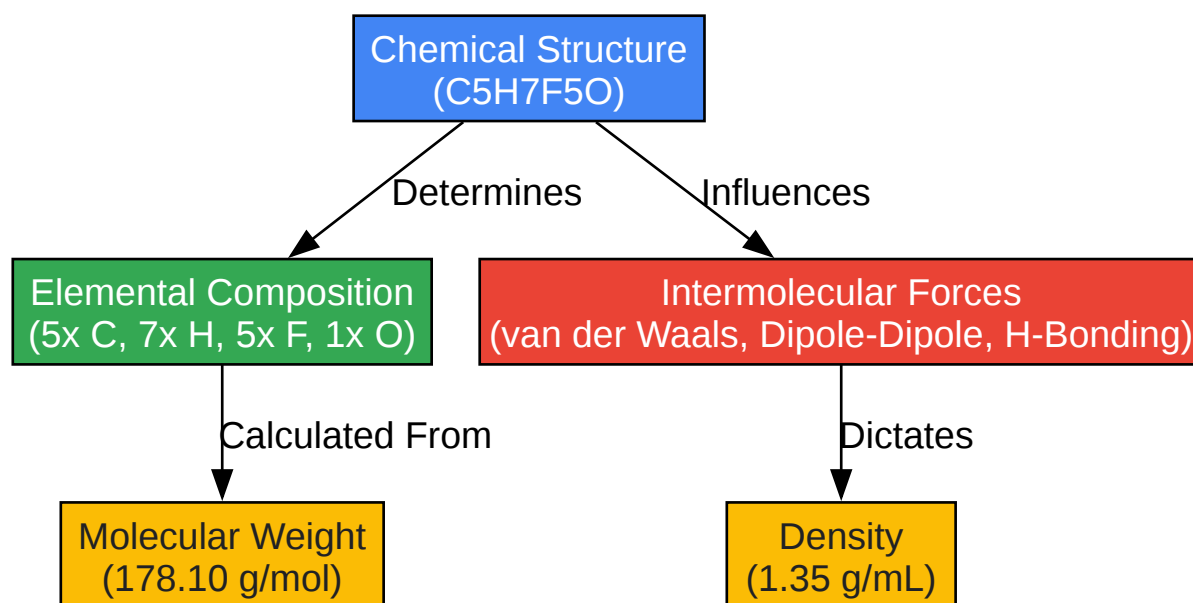 Chemical Structure
(C5H7F5O)
Determines
Influences
Elemental Composition
(5x C, 7x H, 5x F, 1x O)
Intermolecular Forces
(van der Waals, Dipole-Dipole, H-Bonding)
Calculated From
Dictates
Molecular Weight
(178.10 g/mol)
Density
(1.35 g/mL)